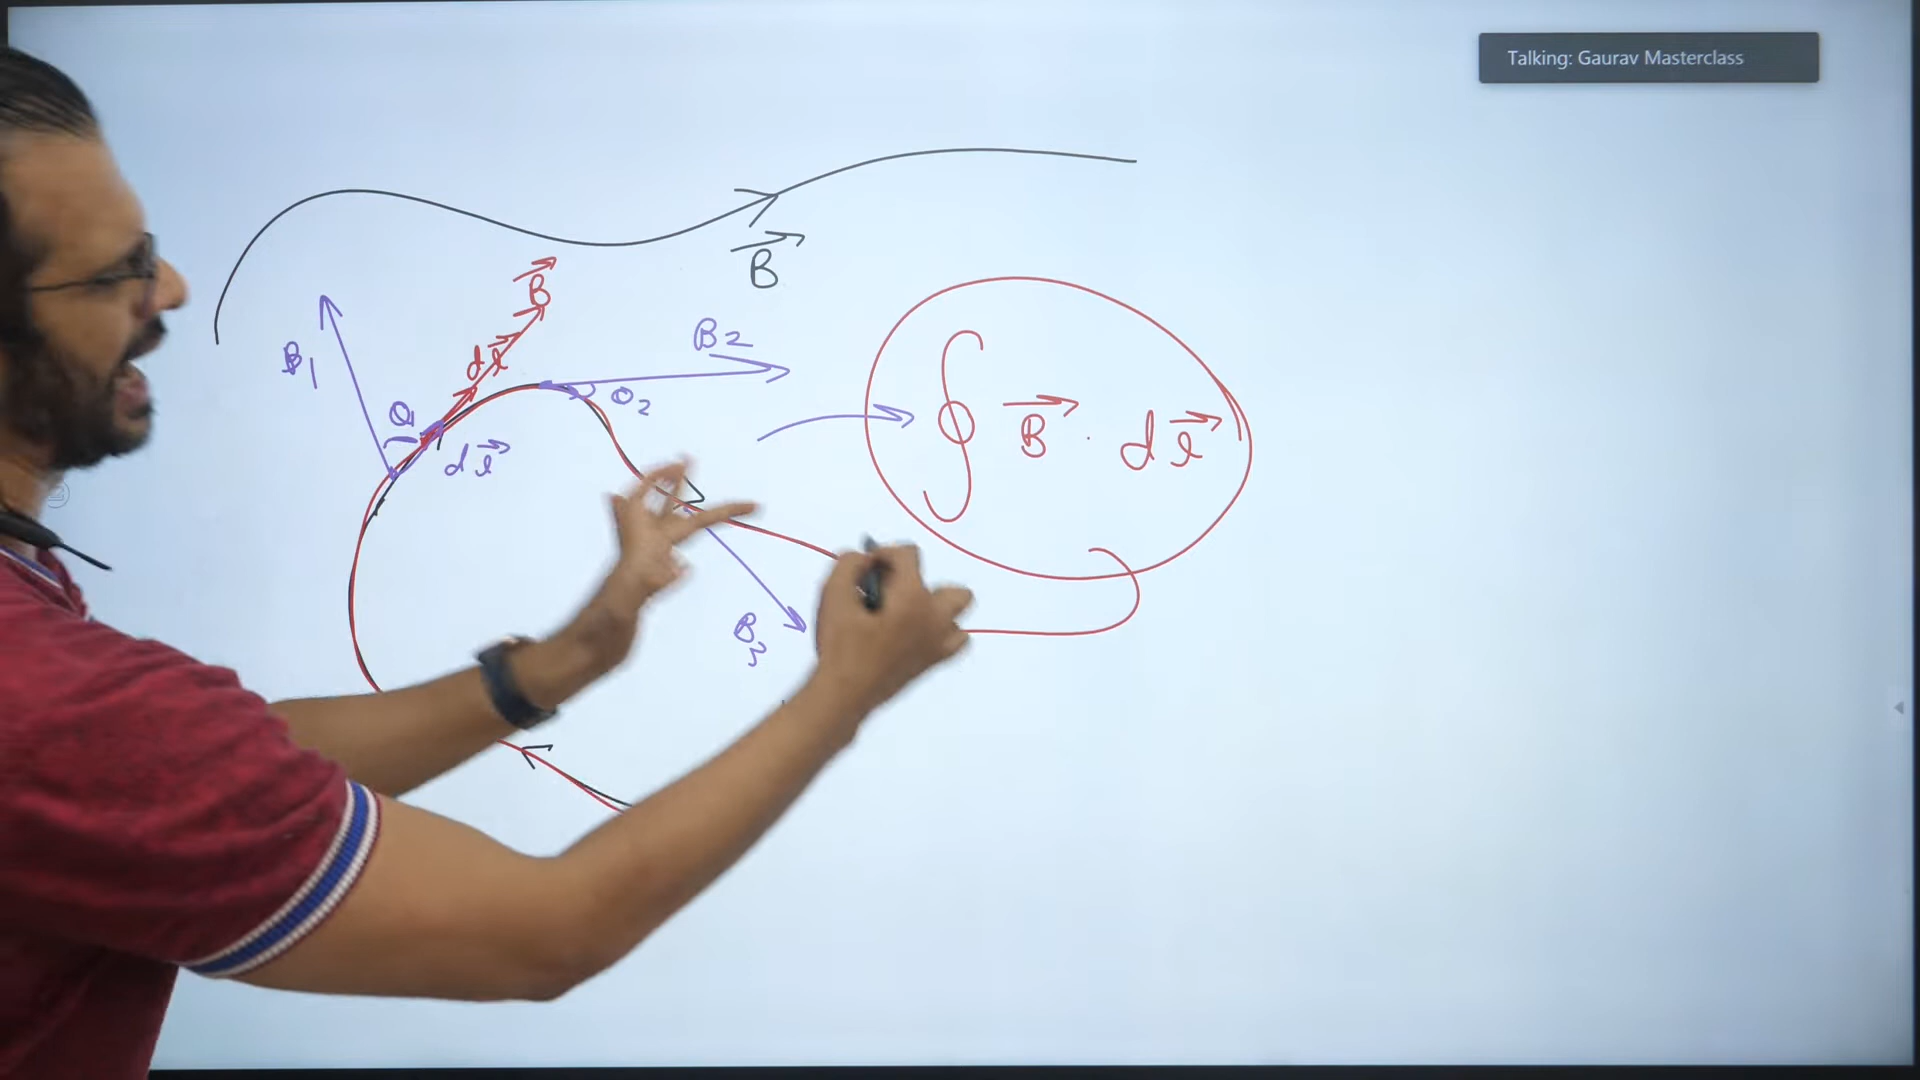 Talking: Gaurav Masterclass
B
B
B2
B1
dl
θ1
θ2
∮ B · dl
dl
B3